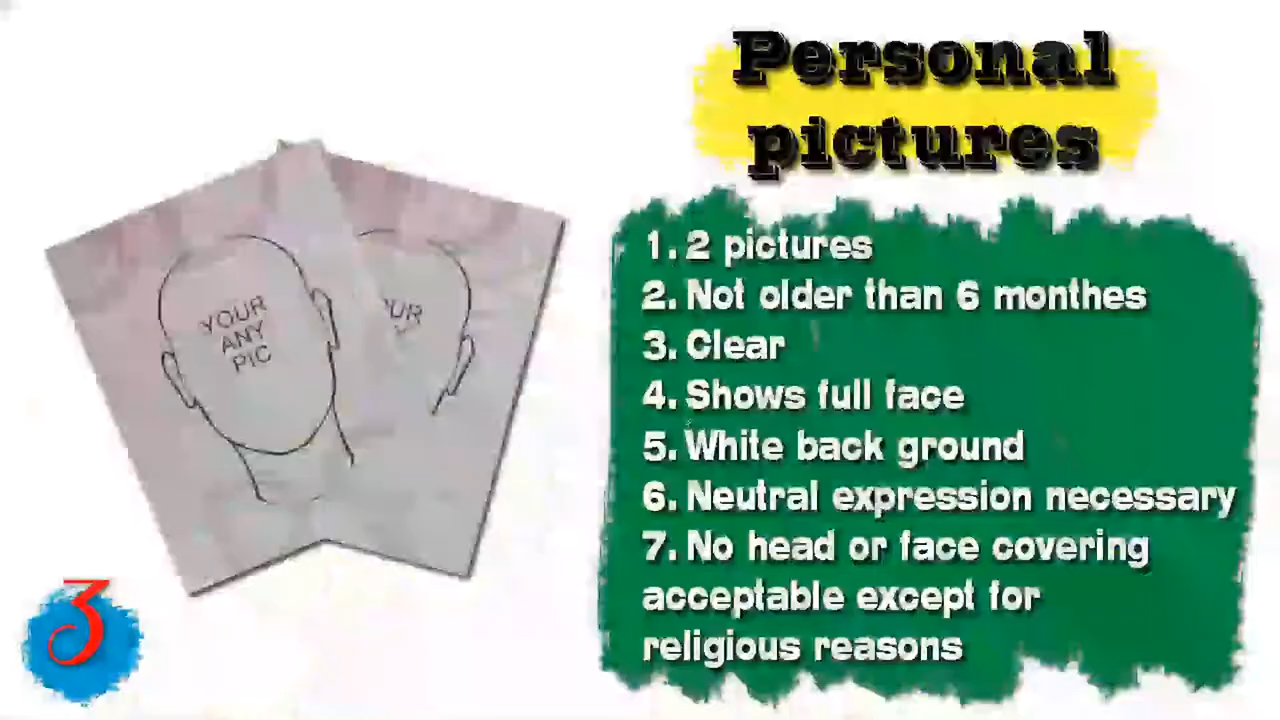 Personal
pictures
1. 2 pictures
2. Not older than 6 monthes
3. Clear
4. Shows full face
5. White back ground
6. Neutral expression necessary
7. No head or face covering
acceptable except for
religious reasons
YOUR
ANY
PIC
UR
3